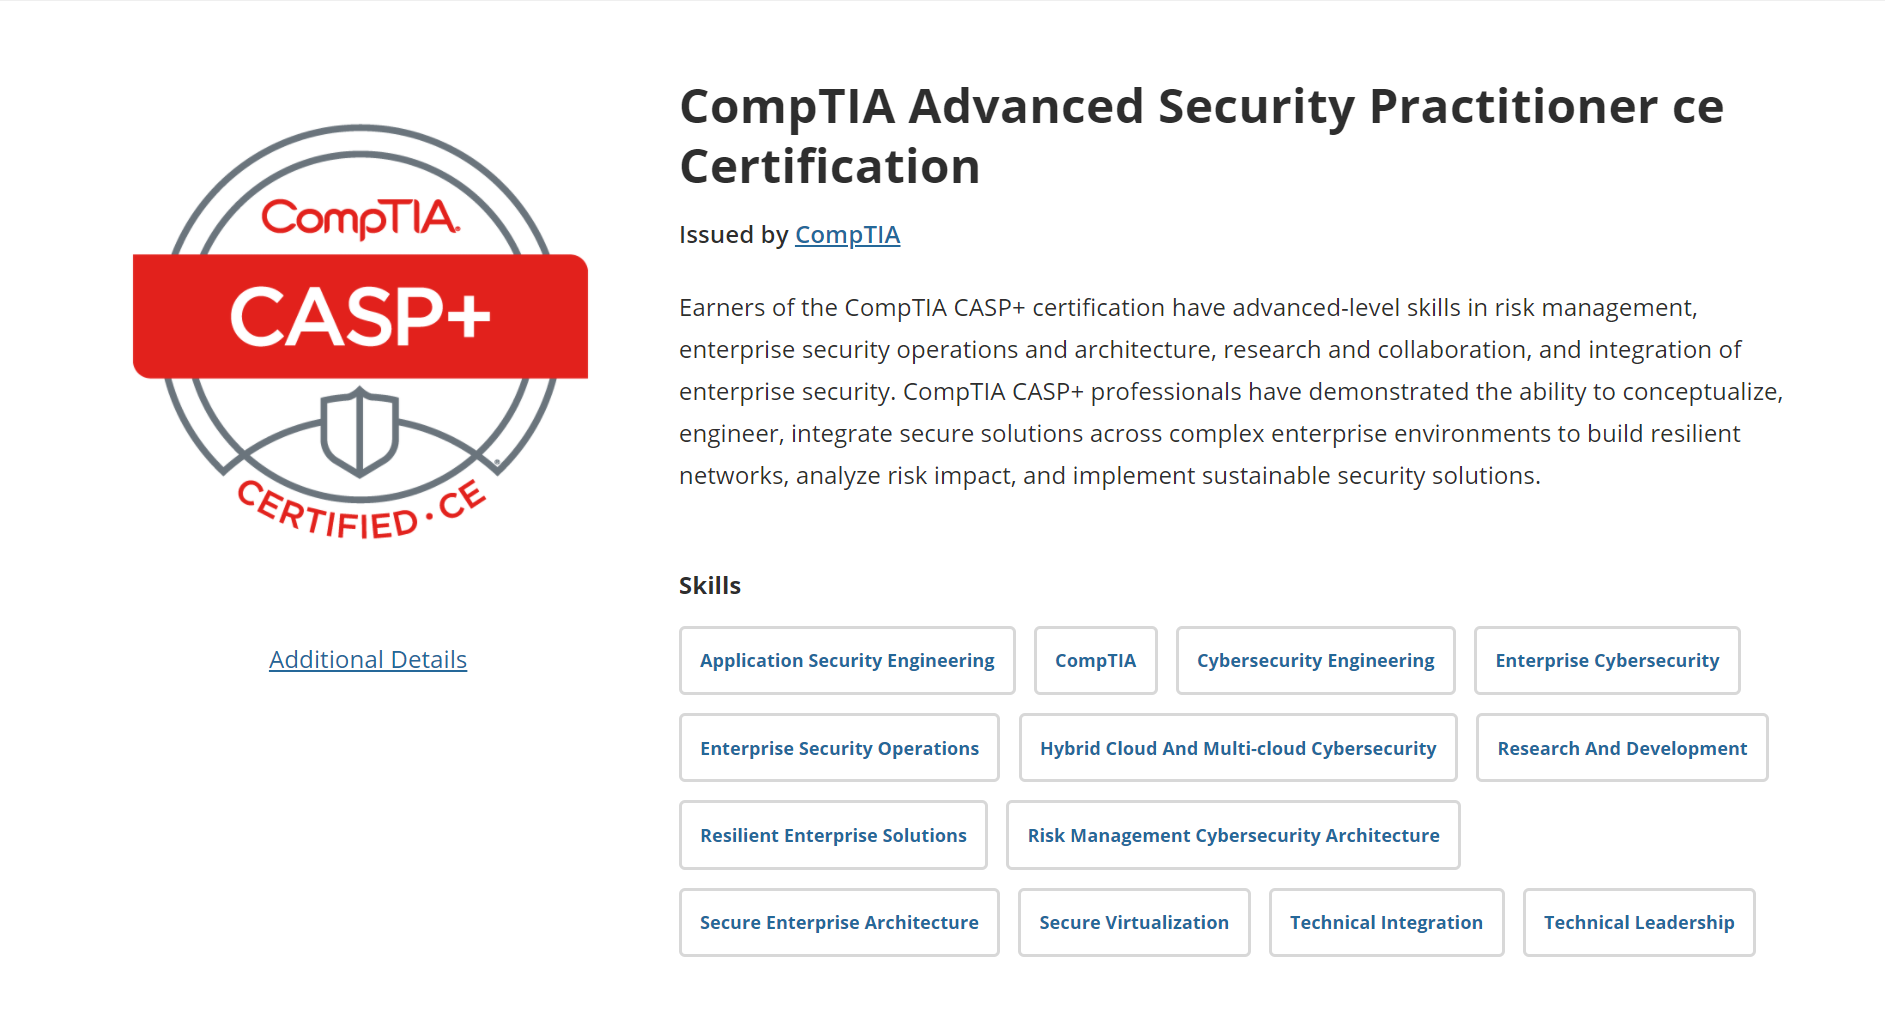 CompTIA.
CASP+
CERTIFIED · CE
Additional Details
CompTIA Advanced Security Practitioner ce
Certification
Issued by CompTIA
Earners of the CompTIA CASP+ certification have advanced-level skills in risk management,
enterprise security operations and architecture, research and collaboration, and integration of
enterprise security. CompTIA CASP+ professionals have demonstrated the ability to conceptualize,
engineer, integrate secure solutions across complex enterprise environments to build resilient
networks, analyze risk impact, and implement sustainable security solutions.
Skills
Application Security Engineering CompTIA Cybersecurity Engineering Enterprise Cybersecurity
Enterprise Security Operations Hybrid Cloud And Multi-cloud Cybersecurity Research And Development
Resilient Enterprise Solutions Risk Management Cybersecurity Architecture
Secure Enterprise Architecture Secure Virtualization Technical Integration Technical Leadership